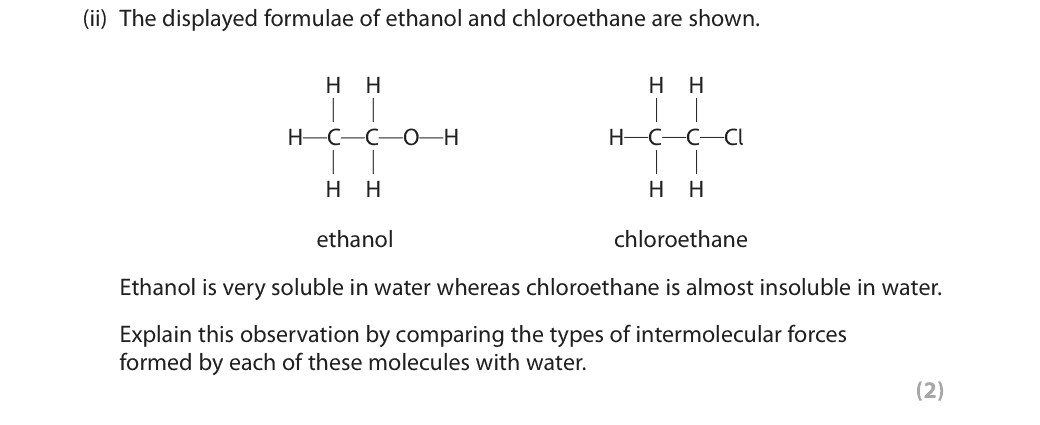 (ii) The displayed formulae of ethanol and chloroethane are shown.
H H H H
H—C—C—O—H H—C—C—Cl
H H H H
ethanol chloroethane
Ethanol is very soluble in water whereas chloroethane is almost insoluble in water.
Explain this observation by comparing the types of intermolecular forces
formed by each of these molecules with water.
(2)